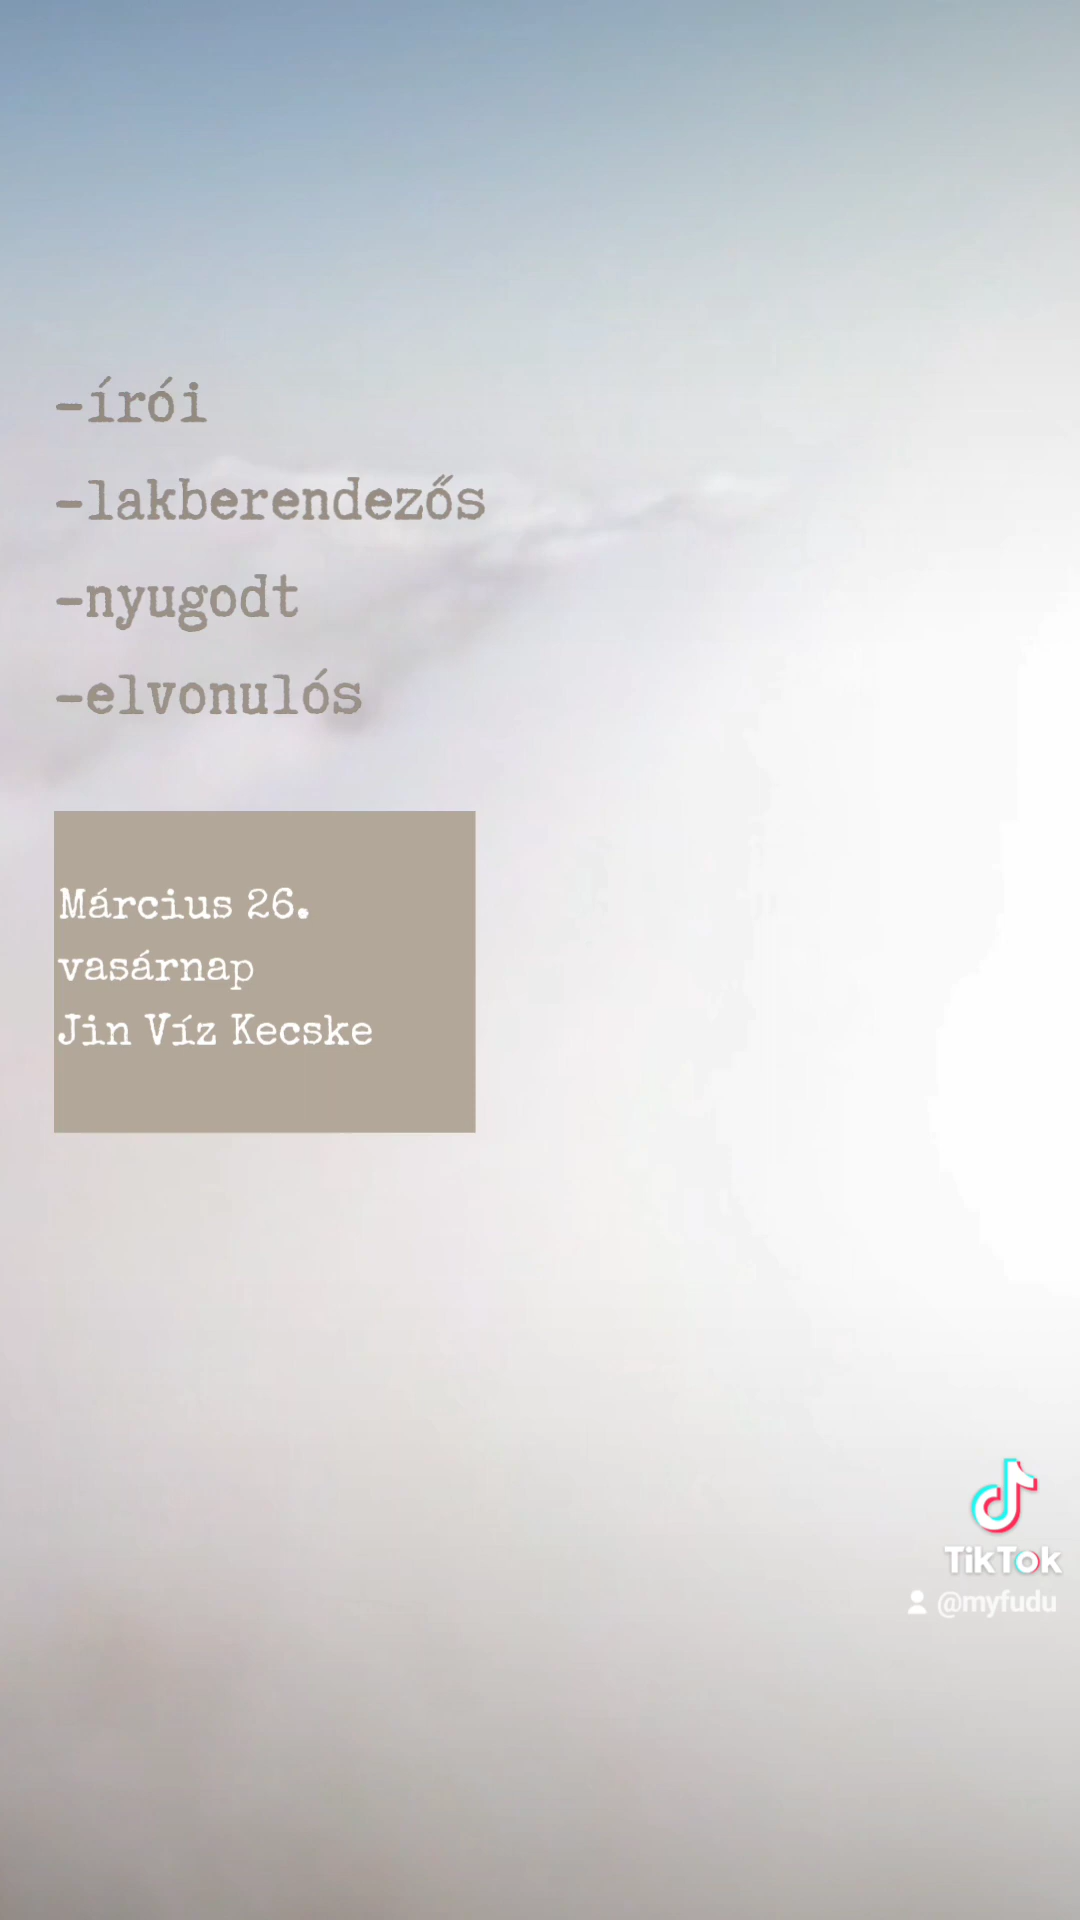 -írói
-lakberendezős
-nyugodt
-elvonulós
Március 26.
vasárnap
Jin Víz Kecske
TikTok
@myfudu